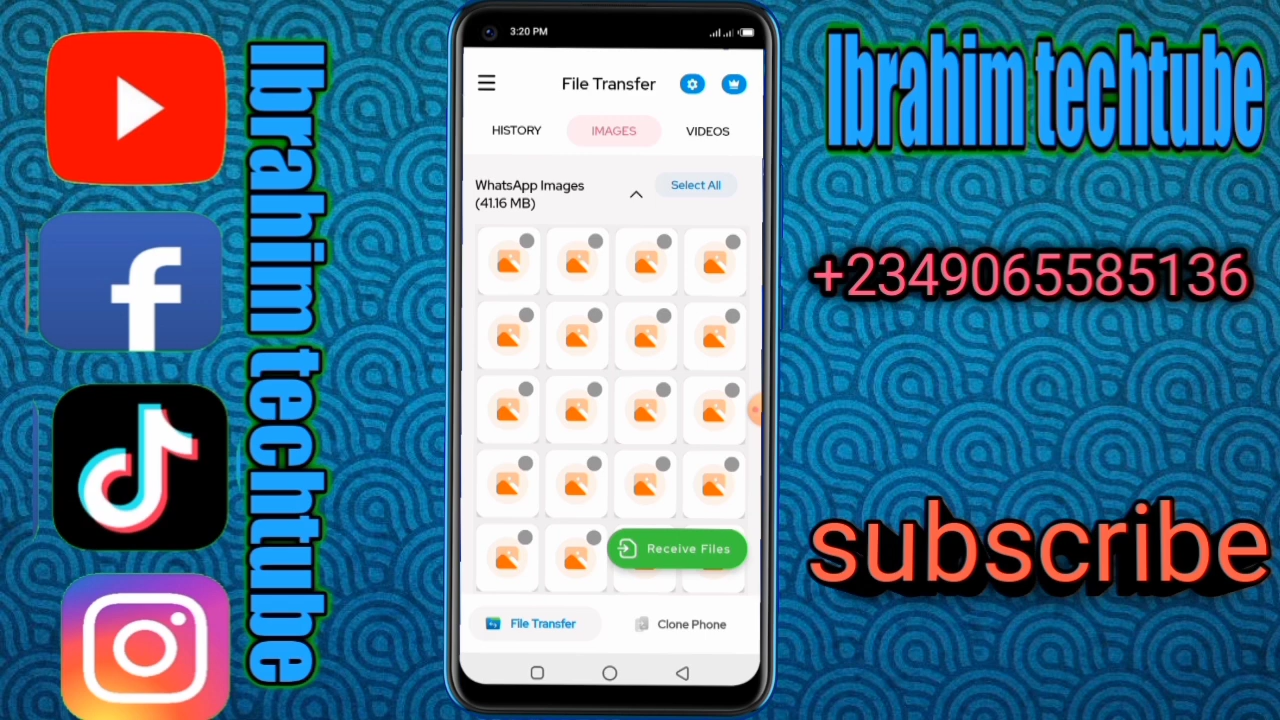 Ibrahim techtube
3:20 PM
File Transfer
HISTORY
IMAGES
VIDEOS
WhatsApp Images
(41.16 MB)
Select All
Receive Files
File Transfer
Clone Phone
Ibrahim techtube
+2349065585136
subscribe